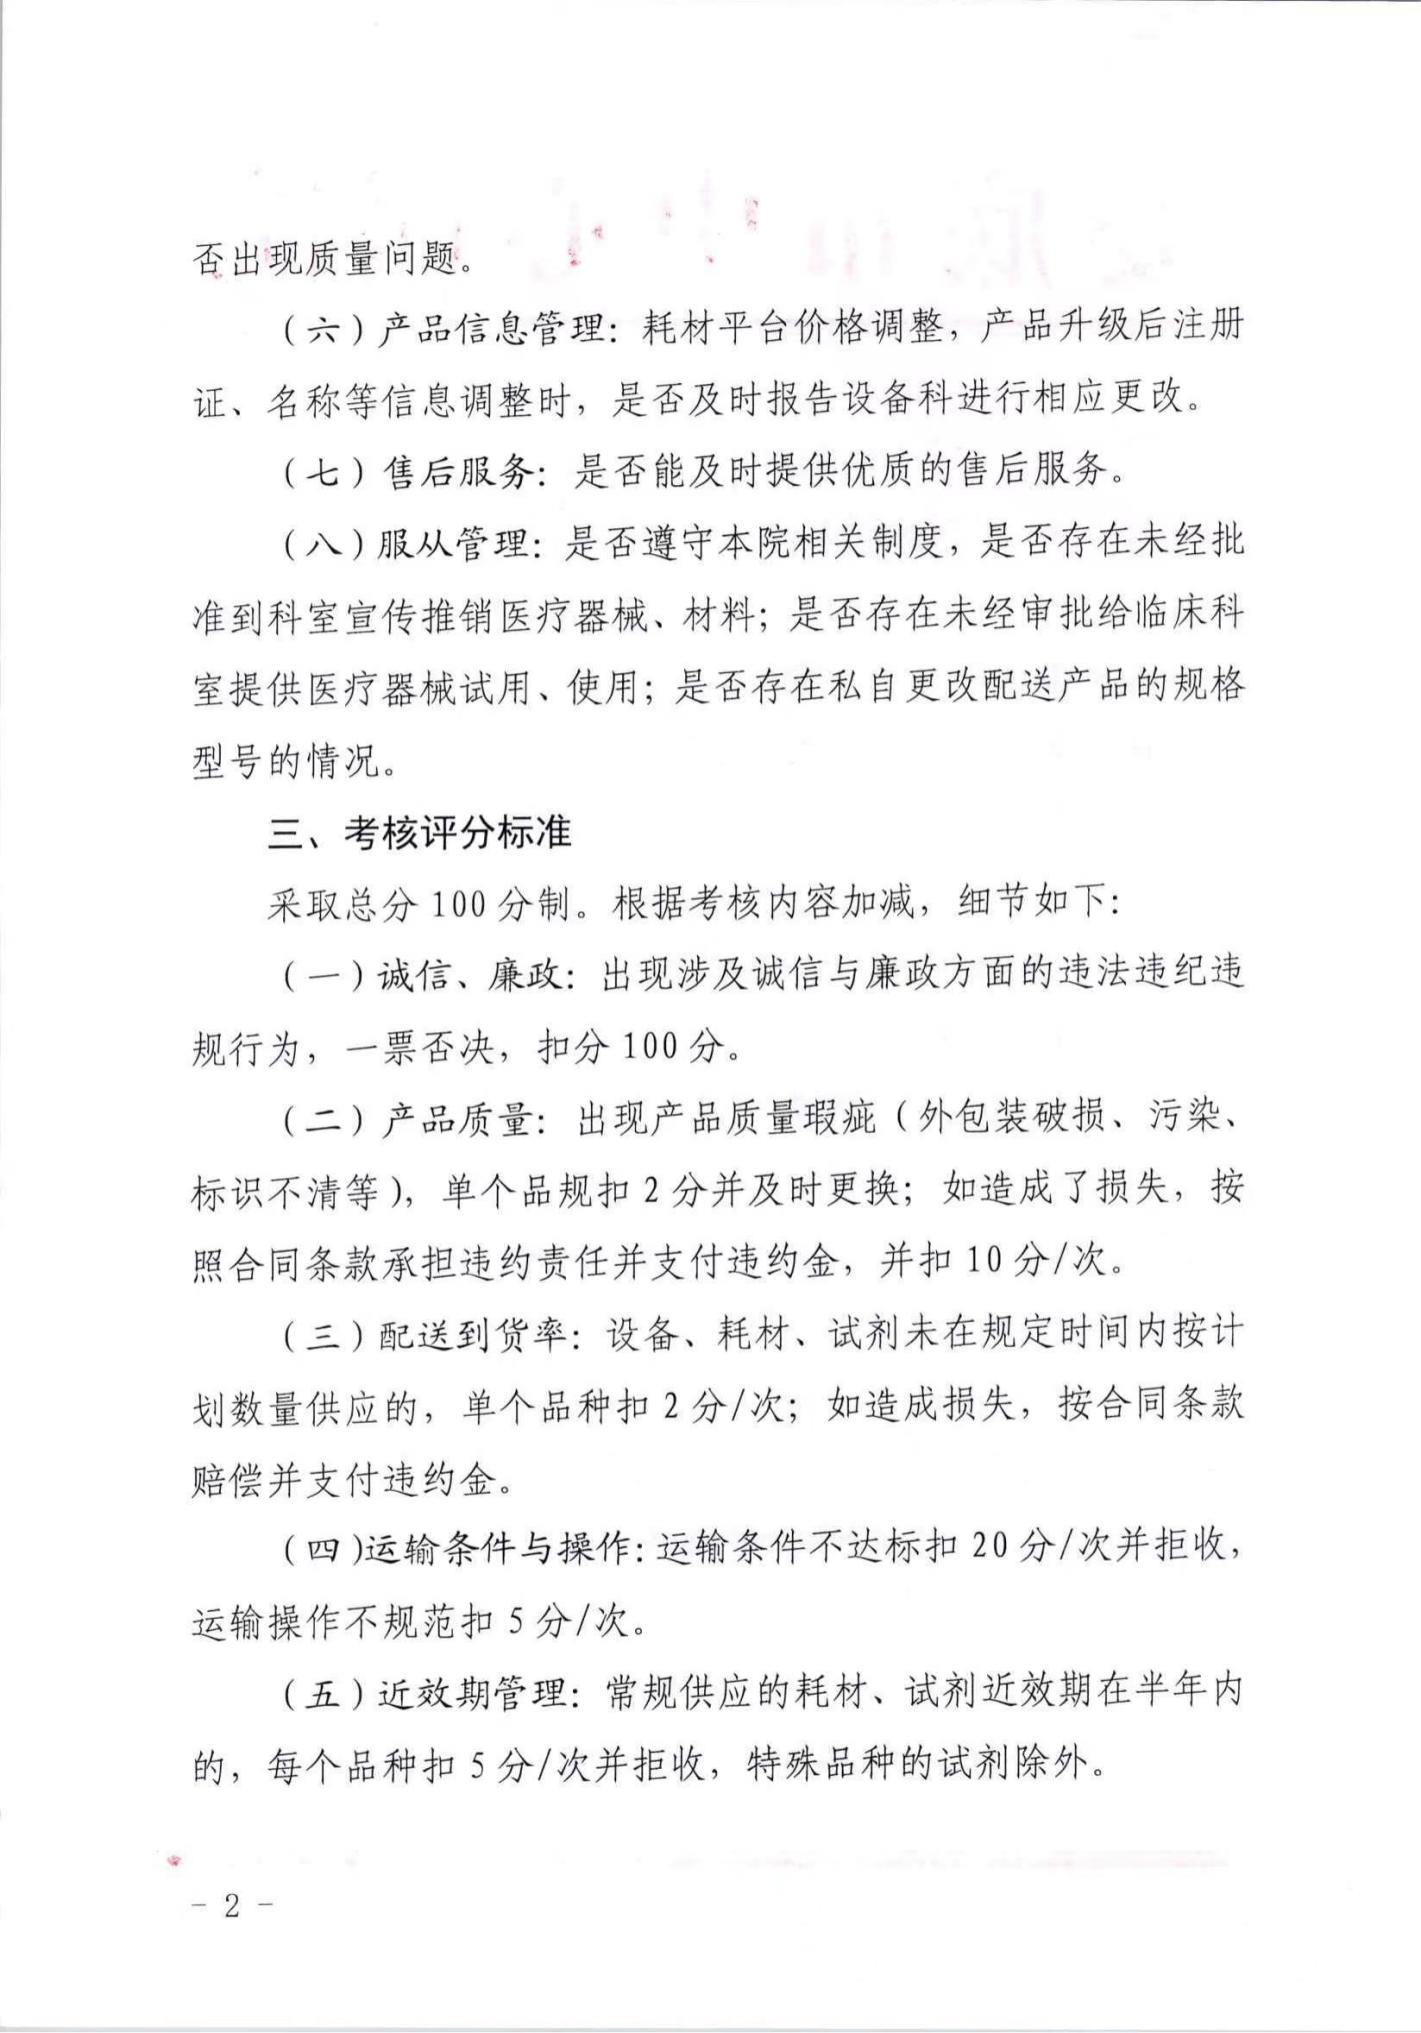 否出现质量问题。
（六）产品信息管理：耗材平台价格调整，产品升级后注册
证、名称等信息调整时，是否及时报告设备科进行相应更改。
（七）售后服务：是否能及时提供优质的售后服务。
（八）服从管理：是否遵守本院相关制度，是否存在未经批
准到科室宣传推销医疗器械、材料；是否存在未经审批给临床科
室提供医疗器械试用、使用；是否存在私自更改配送产品的规格
型号的情况。
三、考核评分标准
采取总分 100 分制。根据考核内容加减，细节如下：
（一）诚信、廉政：出现涉及诚信与廉政方面的违法违纪违
规行为，一票否决，扣分 100 分。
（二）产品质量：出现产品质量瑕疵（外包装破损、污染、
标识不清等），单个品规扣 2 分并及时更换；如造成了损失，按
照合同条款承担违约责任并支付违约金，并扣 10 分/次。
（三）配送到货率：设备、耗材、试剂未在规定时间内按计
划数量供应的，单个品种扣 2 分/次；如造成损失，按合同条款
赔偿并支付违约金。
（四)运输条件与操作：运输条件不达标扣 20 分/次并拒收，
运输操作不规范扣 5 分/次。
（五）近效期管理：常规供应的耗材、试剂近效期在半年内
的，每个品种扣 5 分/次并拒收，特殊品种的试剂除外。
- 2 -